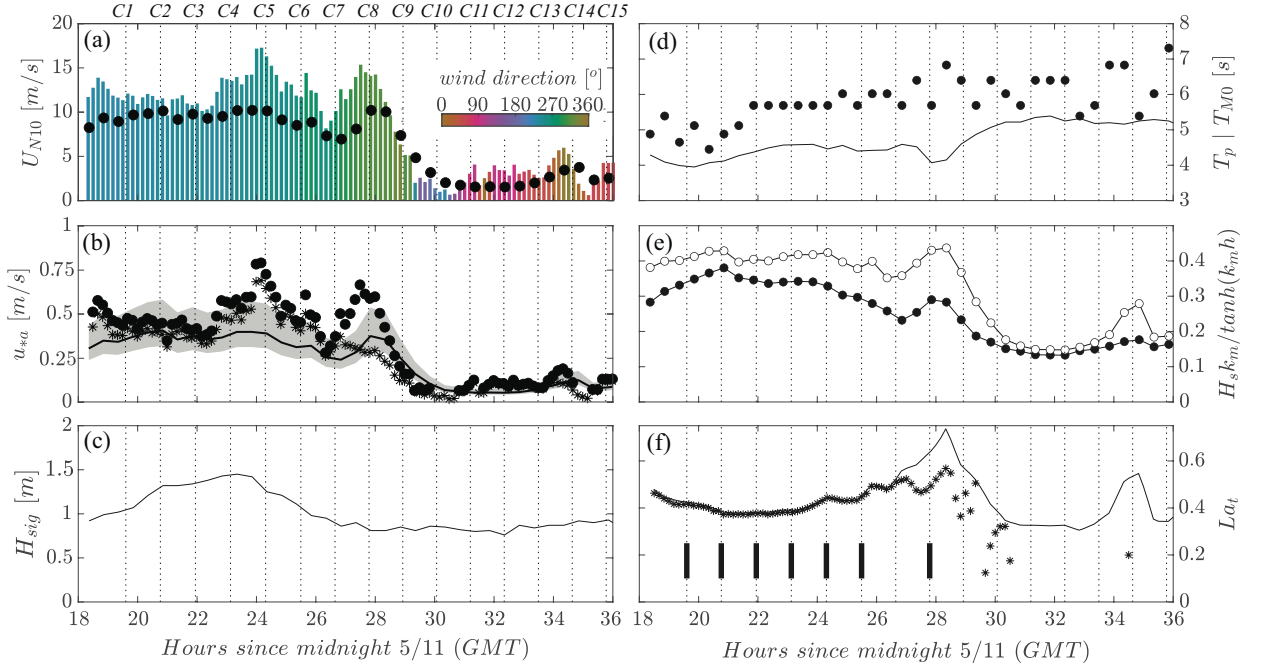 C1 C2 C3 C4 C5 C6 C7 C8 C9 C10 C11 C12 C13 C14 C15
(a)
U_N10 [m/s]
20
15
10
5
0
wind direction [o]
0 90 180 270 360
(b)
u_*a [m/s]
1
0.75
0.5
0.25
0
(c)
H_sig [m]
2
1.5
1
0.5
0
18 20 22 24 26 28 30 32 34 36
Hours since midnight 5/11 (GMT)
(d)
8
7
6
5
4
3
T_p | T_M0 [s]
(e)
0.4
0.3
0.2
0.1
0
H_s k_m/tanh(k_m h)
(f)
0.6
0.4
0.2
0
La_t
18 20 22 24 26 28 30 32 34 36
Hours since midnight 5/11 (GMT)